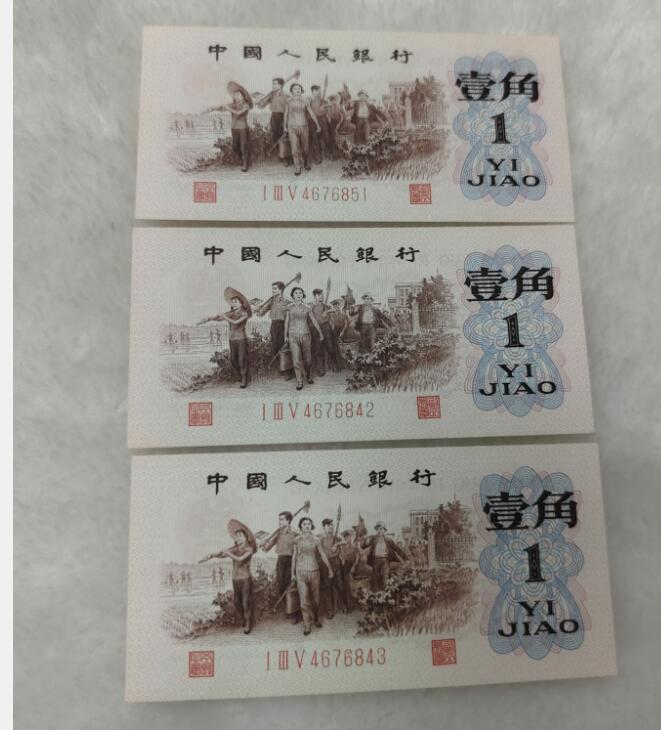 中國人民銀行
壹角
1
YI
JIAO
I III V 4676851
中國人民銀行
壹角
1
YI
JIAO
I III V 4676842
中國人民銀行
壹角
1
YI
JIAO
I III V 4676843